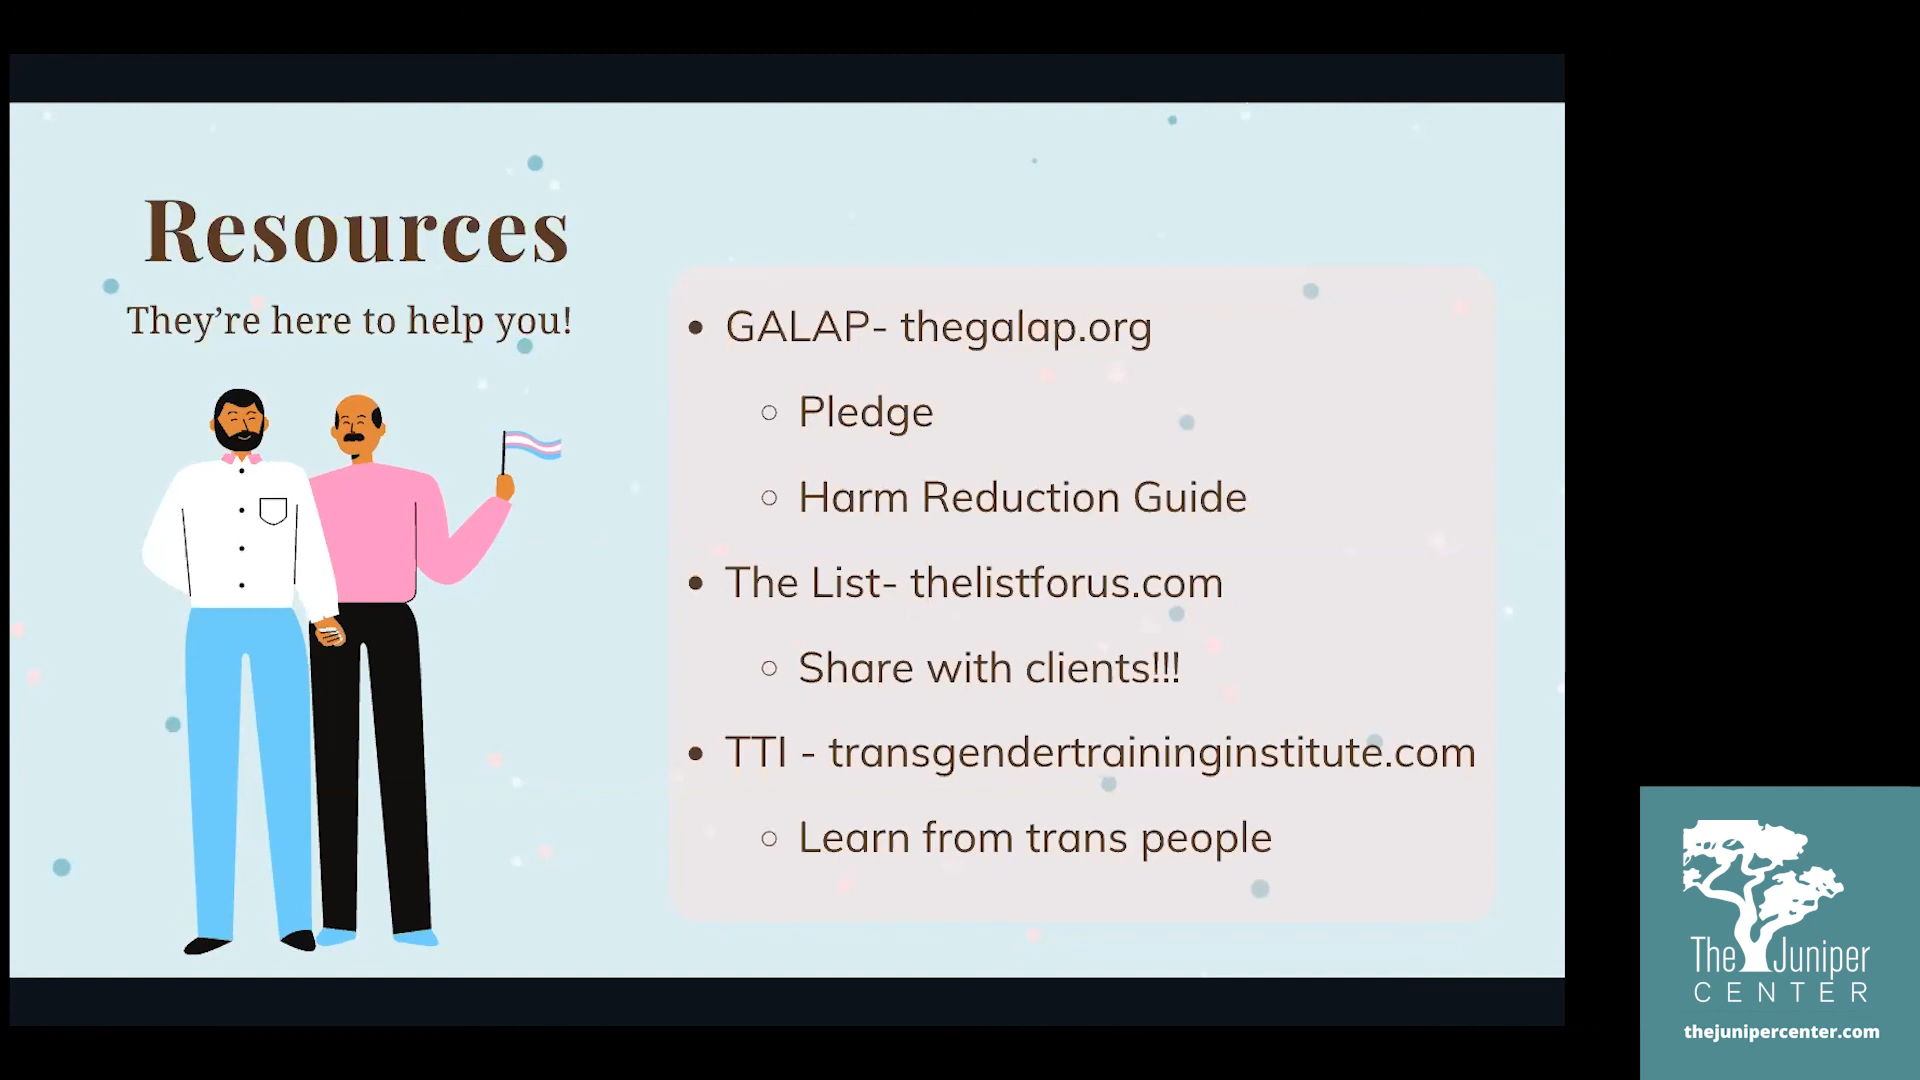 Resources
They're here to help you!
• GALAP- thegalap.org
○ Pledge
○ Harm Reduction Guide
• The List- thelistforus.com
○ Share with clients!!!
• TTI - transgendertraininginstitute.com
○ Learn from trans people
The Juniper
CENTER
thejunipercenter.com